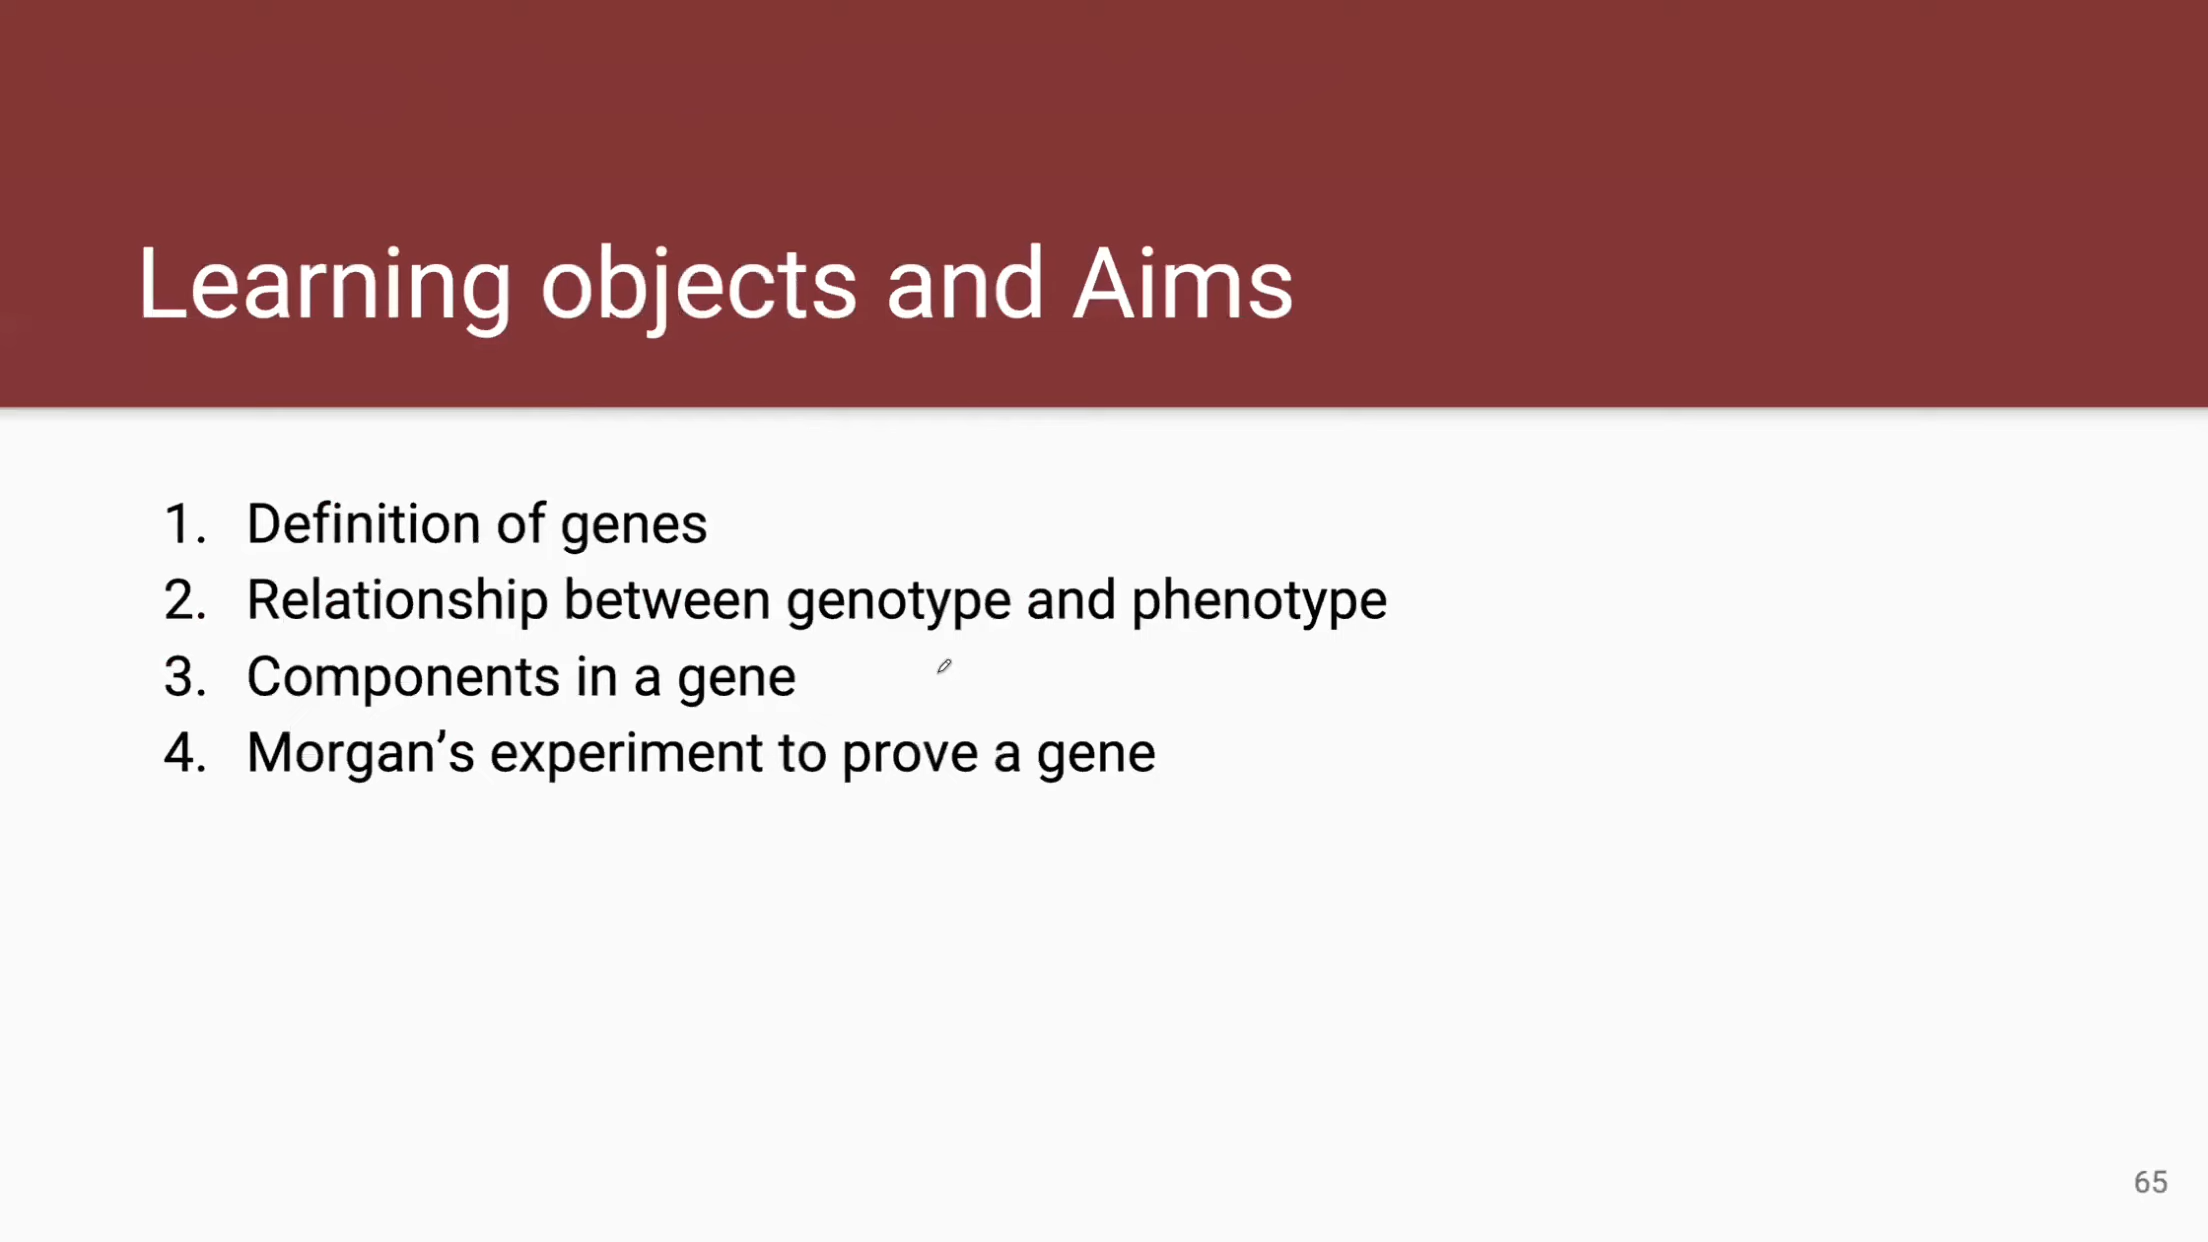 Learning objects and Aims
1. Definition of genes
2. Relationship between genotype and phenotype
3. Components in a gene
4. Morgan’s experiment to prove a gene
65